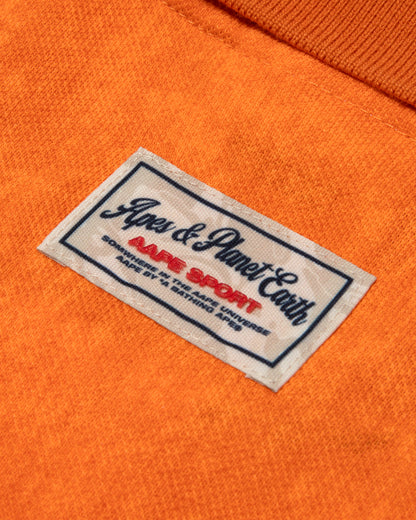 Apes & Planet Earth
AAPE SPORT
SOMEWHERE IN THE AAPE UNIVERSE
AAPE BY *A BATHING APE®